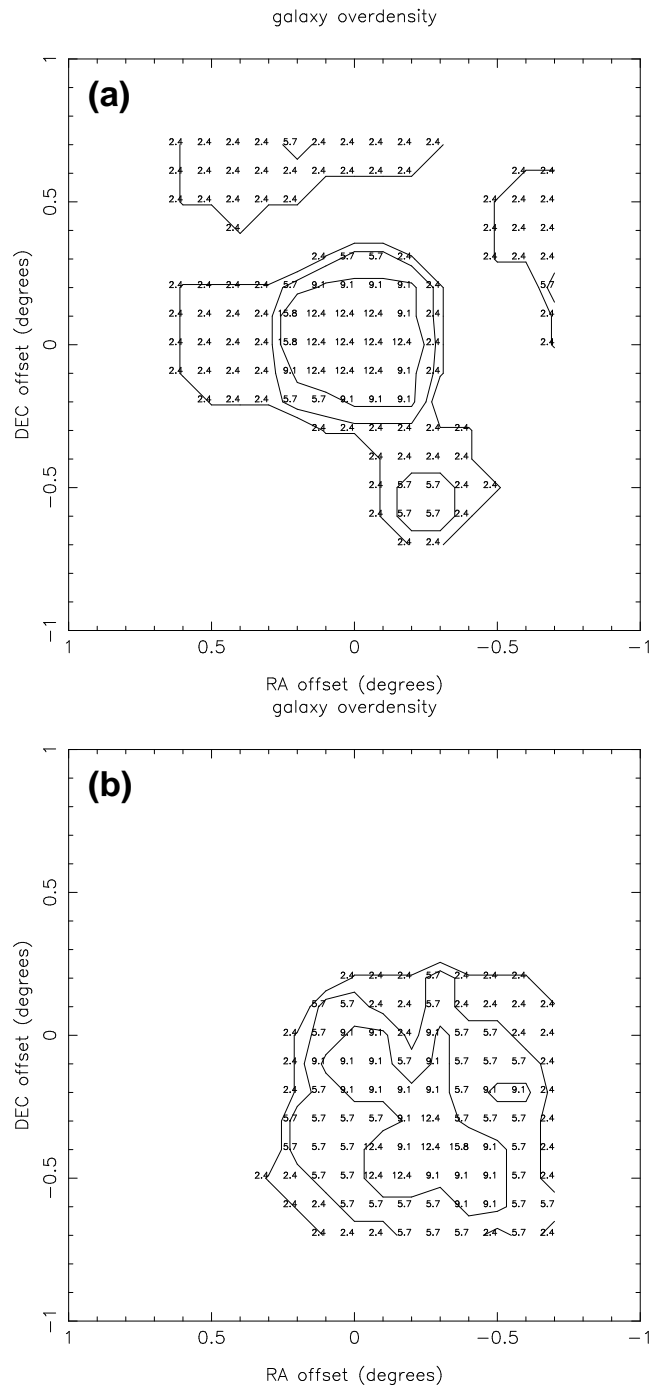 galaxy overdensity
(a)
1
2.4 2.4 2.4 2.4 5.7 2.4 2.4 2.4 2.4 2.4
2.4 2.4 2.4 2.4 2.4 2.4 2.4 2.4 2.4 2.4 2.4
0.5 2.4 2.4 2.4 2.4 2.4 2.4 2.4 2.4
2.4 2.4 2.4 2.4
2.4 5.7 5.7 2.4 2.4 2.4 2.4
2.4 2.4 2.4 2.4 5.7 9.1 9.1 9.1 9.1 2.4 5.7
2.4 2.4 2.4 2.4 15.8 12.4 12.4 12.4 9.1 2.4 2.4
0 2.4 2.4 2.4 2.4 15.8 12.4 12.4 12.4 12.4 2.4 2.4
2.4 2.4 2.4 2.4 9.1 12.4 12.4 9.1 9.1 2.4
2.4 2.4 2.4 5.7 5.7 9.1 9.1 9.1
2.4 2.4 2.4 2.4 2.4 2.4
2.4 2.4 2.4 2.4
-0.5 2.4 5.7 5.7 2.4 2.4
2.4 5.7 5.7 2.4
2.4 2.4
-1
DEC offset (degrees)
1 0.5 0 -0.5 -1
RA offset (degrees)
galaxy overdensity
(b)
1
0.5
2.4 2.4 2.4 5.7 2.4 2.4 2.4
5.7 5.7 2.4 2.4 5.7 2.4 2.4 2.4 2.4
0 2.4 5.7 9.1 9.1 2.4 9.1 5.7 5.7 2.4 2.4
2.4 9.1 9.1 9.1 5.7 9.1 5.7 5.7 5.7 2.4
2.4 5.7 9.1 9.1 9.1 9.1 5.7 9.1 9.1 2.4
5.7 5.7 5.7 5.7 9.1 12.4 5.7 5.7 5.7 2.4
5.7 5.7 5.7 12.4 9.1 12.4 15.8 9.1 5.7 2.4
-0.5 2.4 2.4 5.7 5.7 12.4 12.4 9.1 9.1 9.1 5.7 2.4
2.4 2.4 5.7 5.7 5.7 5.7 9.1 9.1 5.7 5.7
2.4 2.4 2.4 5.7 5.7 5.7 2.4 5.7 2.4
-1
DEC offset (degrees)
1 0.5 0 -0.5 -1
RA offset (degrees)